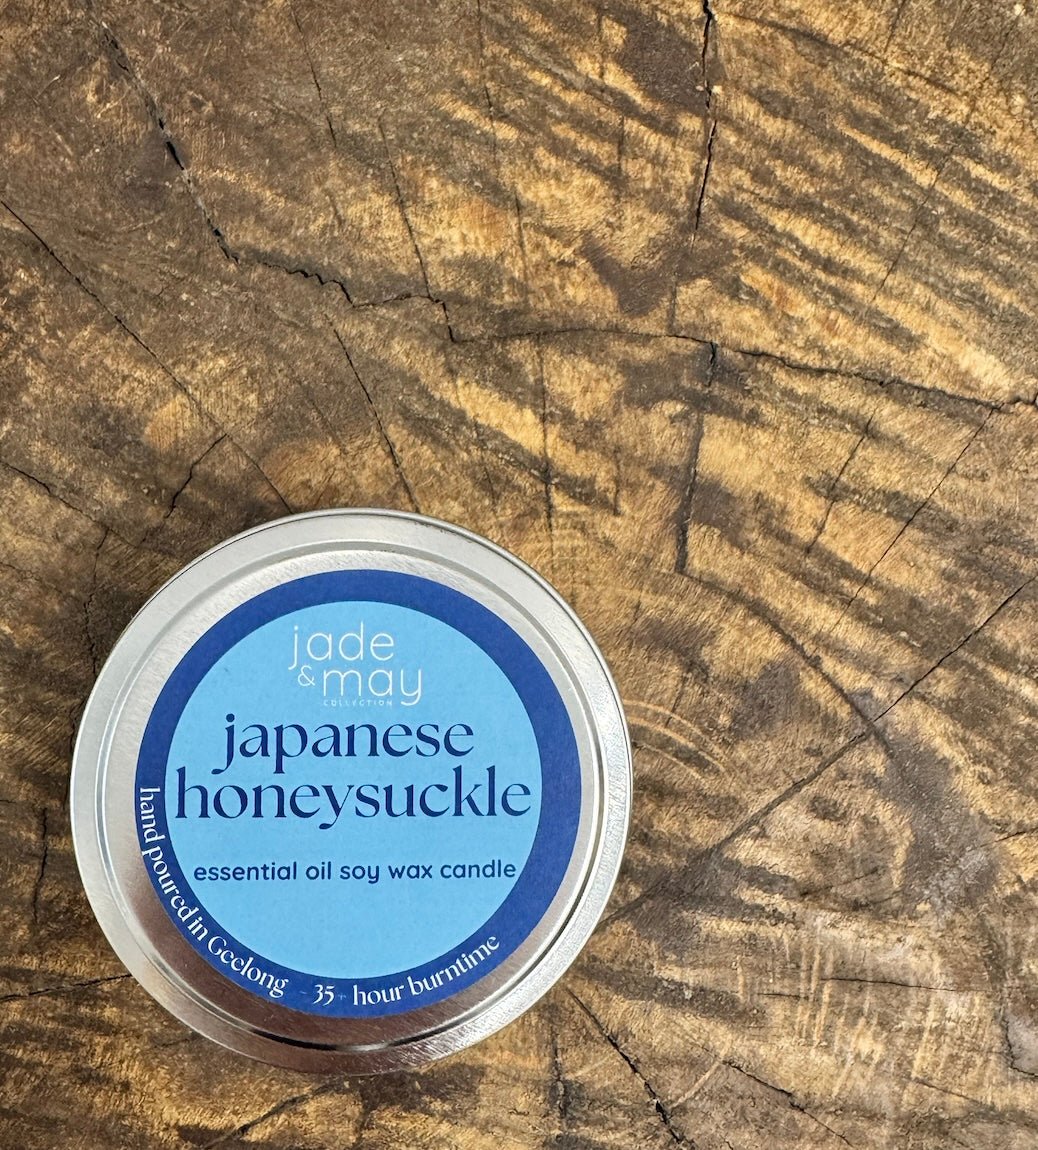 jade
& may
COLLECTION
japanese
honeysuckle
essential oil soy wax candle
hand poured in Geelong - 35+ hour burntime